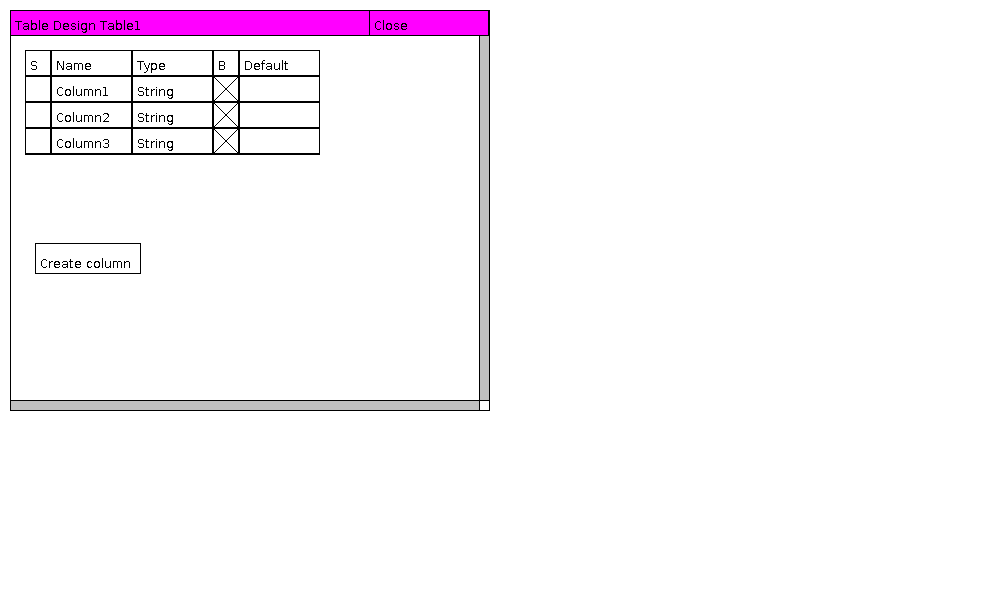 Table Design Table1 Close
S Name Type B Default
Column1 String
Column2 String
Column3 String
Create column